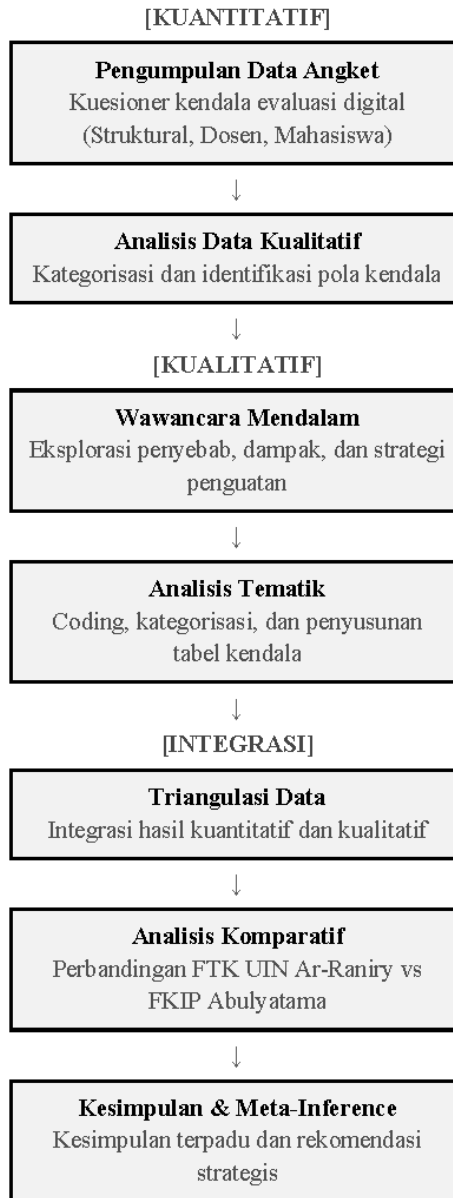 [KUANTITATIF]
Pengumpulan Data Angket
Kuesioner kendala evaluasi digital
(Struktural, Dosen, Mahasiswa)
↓
Analisis Data Kualitatif
Kategorisasi dan identifikasi pola kendala
↓
[KUALITATIF]
Wawancara Mendalam
Eksplorasi penyebab, dampak, dan strategi
penguatan
↓
Analisis Tematik
Coding, kategorisasi, dan penyusunan
tabel kendala
↓
[INTEGRASI]
Triangulasi Data
Integrasi hasil kuantitatif dan kualitatif
↓
Analisis Komparatif
Perbandingan FTK UIN Ar-Raniry vs
FKIP Abulyatama
↓
Kesimpulan & Meta-Inference
Kesimpulan terpadu dan rekomendasi
strategis